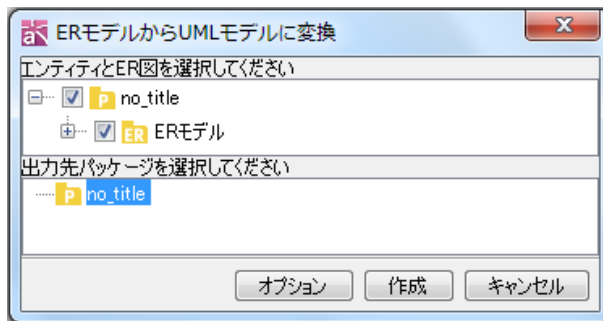 ERモデルからUMLモデルに変換
エンティティとER図を選択してください
P no_title
ER ERモデル
出力先パッケージを選択してください
P no_title
オプション 作成 キャンセル